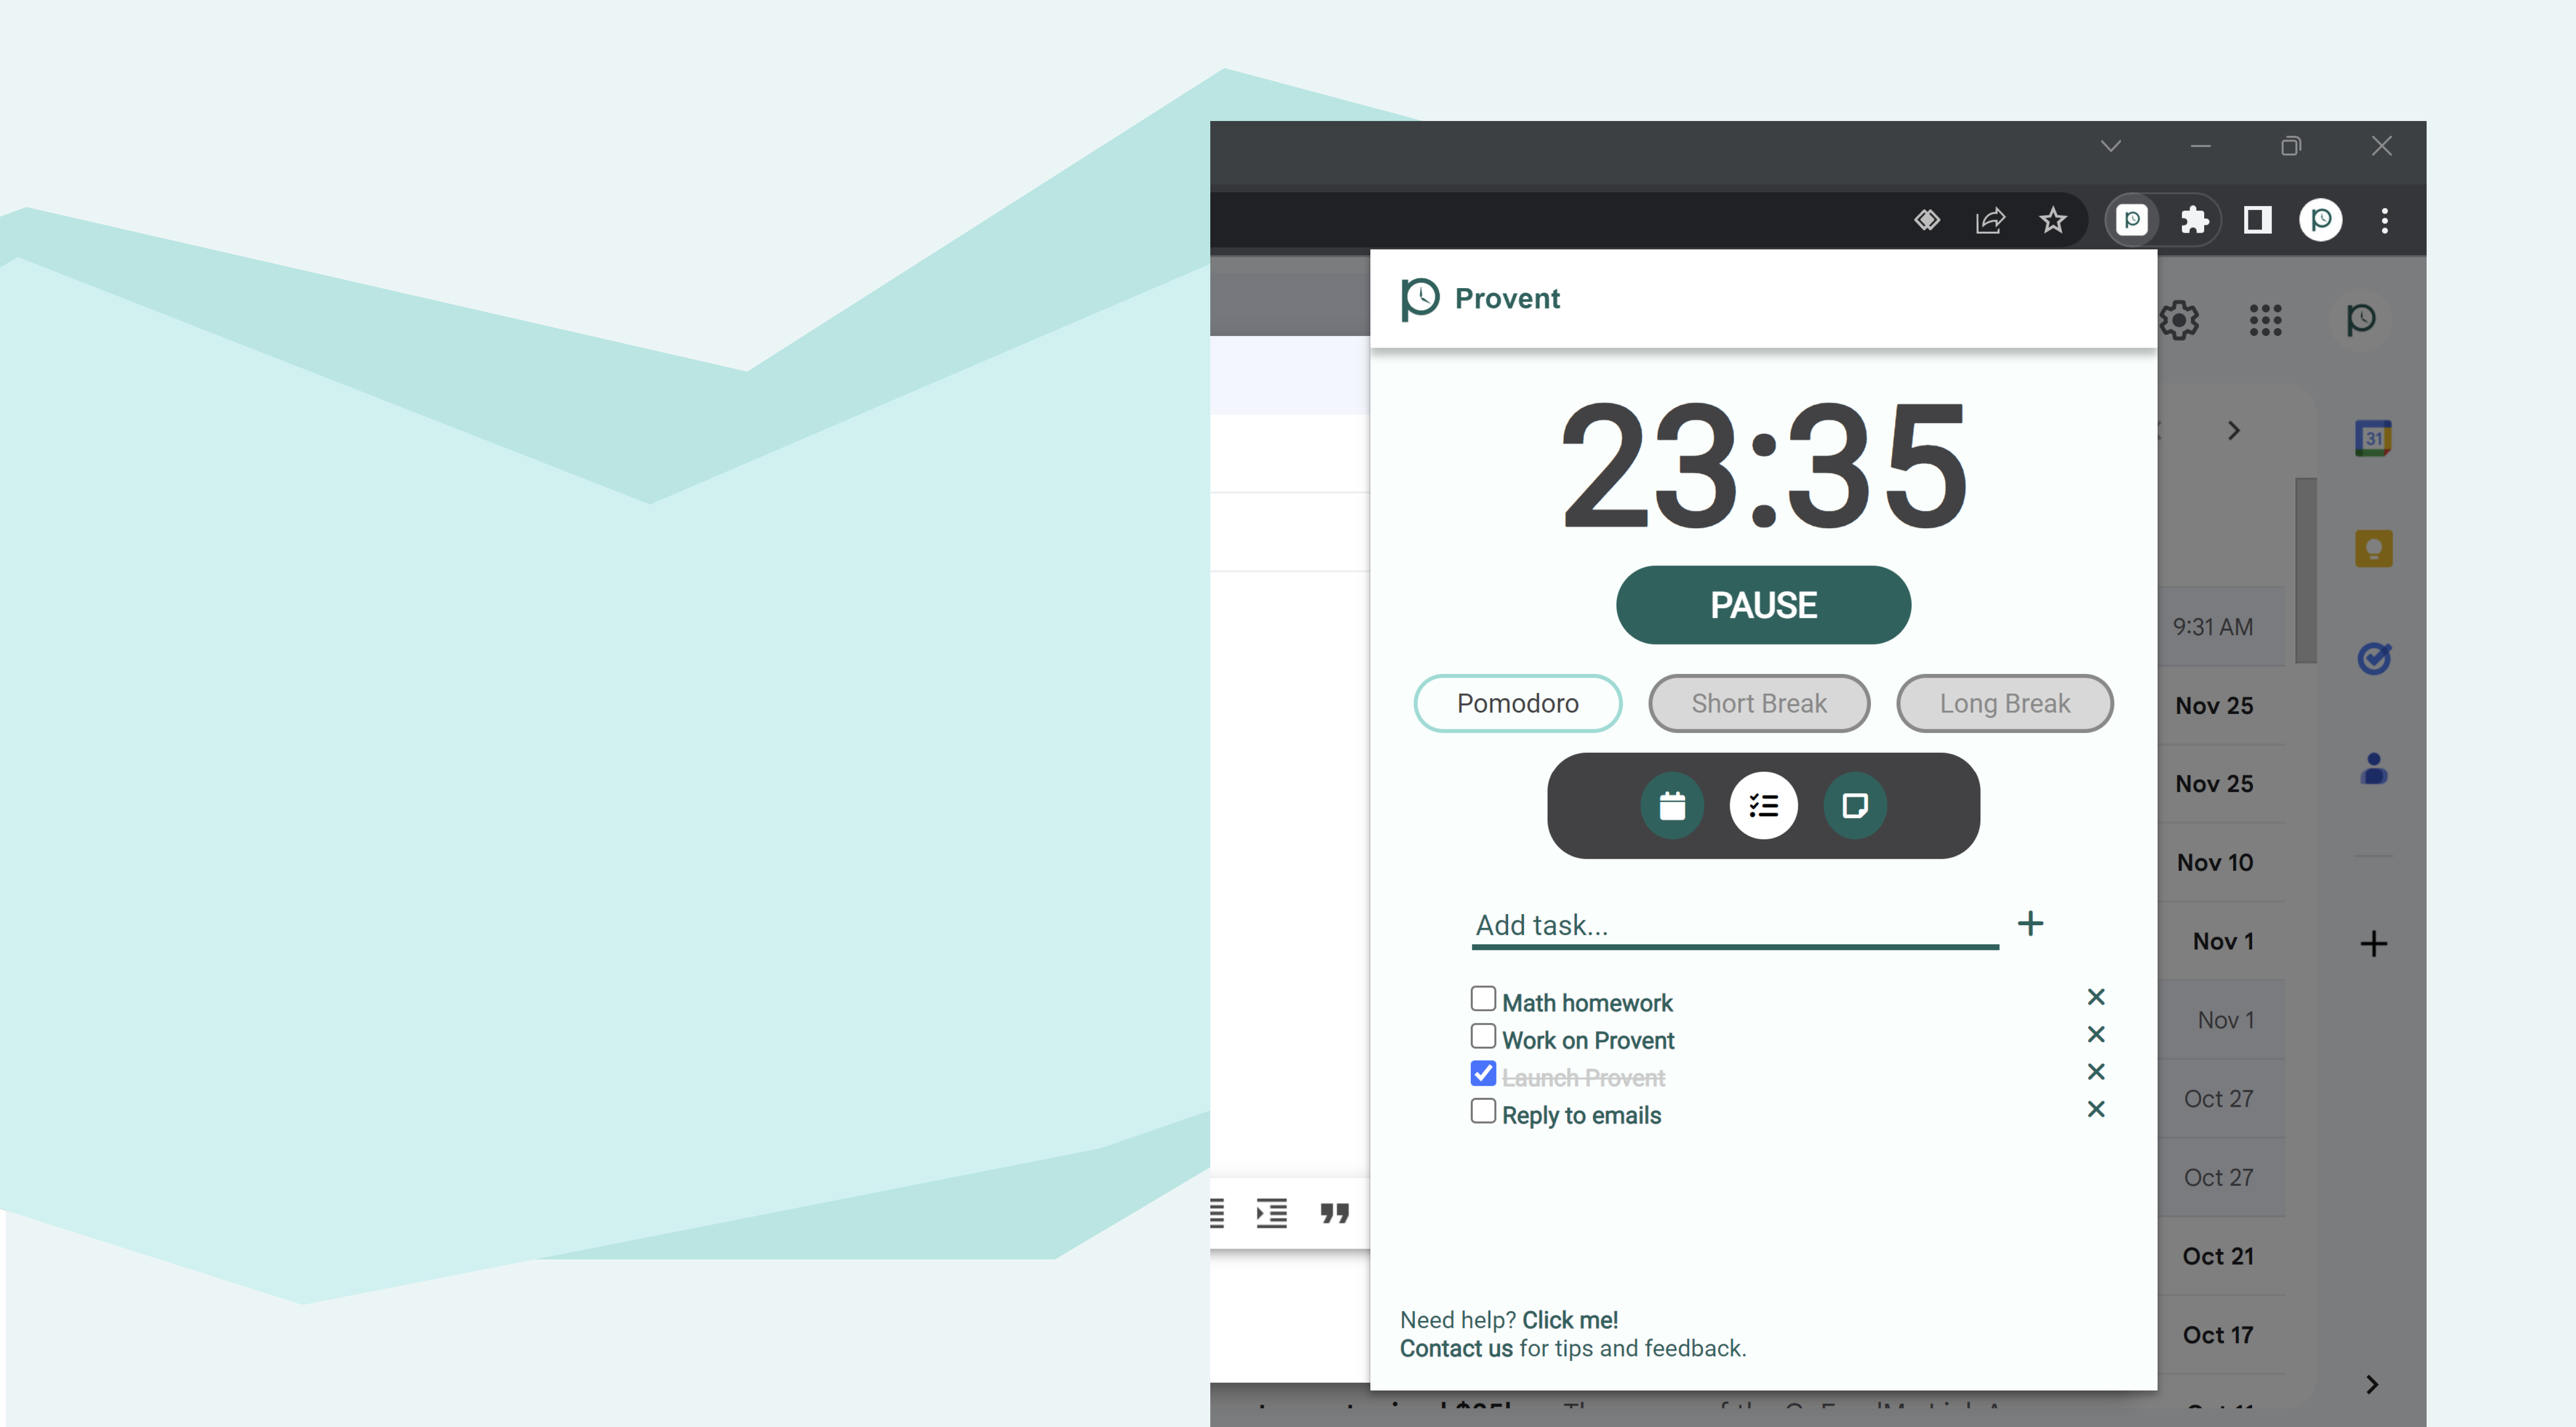 Provent
23:35
PAUSE
Pomodoro Short Break Long Break
Add task...
Math homework
Work on Provent
Launch Provent
Reply to emails
Need help? Click me!
Contact us for tips and feedback.
31
9:31 AM
Nov 25
Nov 25
Nov 10
Nov 1
Nov 1
Oct 27
Oct 27
Oct 21
Oct 17